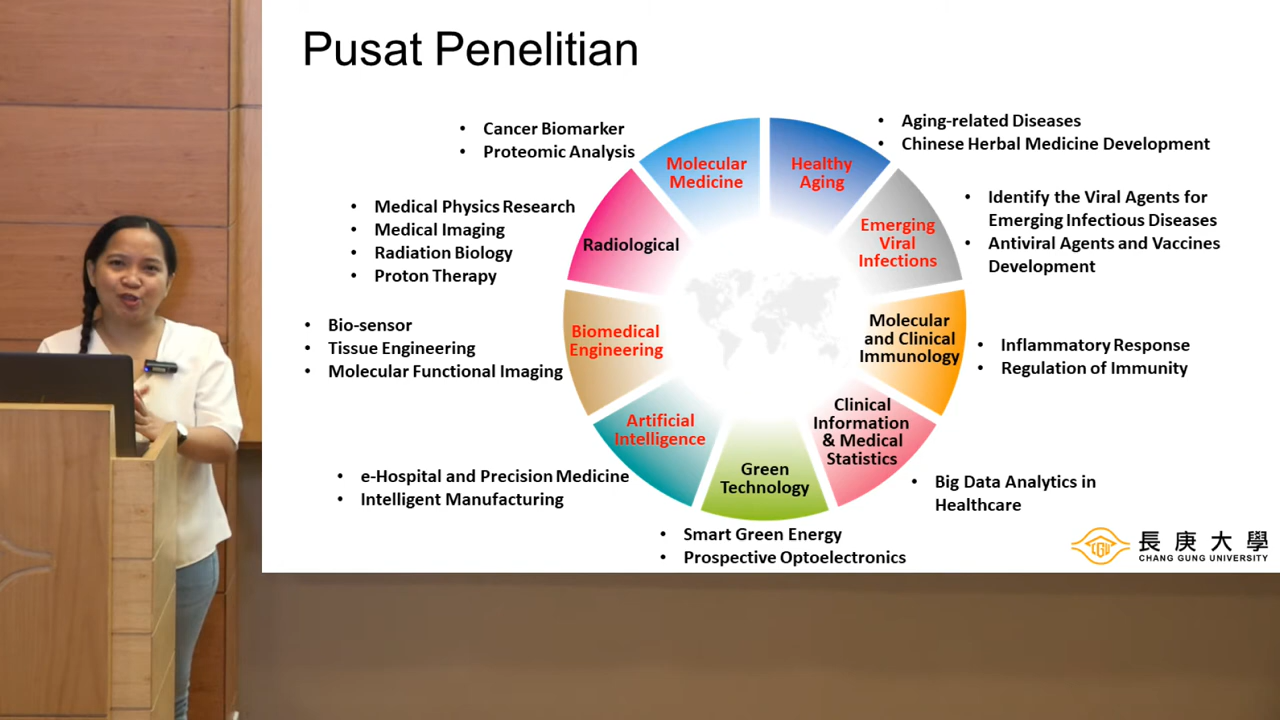 Pusat Penelitian
Cancer Biomarker
Proteomic Analysis
Molecular
Medicine
Healthy
Aging
Aging-related Diseases
Chinese Herbal Medicine Development
Medical Physics Research
Medical Imaging
Radiation Biology
Proton Therapy
Radiological
Emerging
Viral
Infections
Identify the Viral Agents for
Emerging Infectious Diseases
Antiviral Agents and Vaccines
Development
Bio-sensor
Tissue Engineering
Molecular Functional Imaging
Biomedical
Engineering
Molecular
and Clinical
Immunology
Inflammatory Response
Regulation of Immunity
e-Hospital and Precision Medicine
Intelligent Manufacturing
Artificial
Intelligence
Green
Technology
Smart Green Energy
Prospective Optoelectronics
Clinical
Information
& Medical
Statistics
Big Data Analytics in
Healthcare
CGU
長庚大學
CHANG GUNG UNIVERSITY